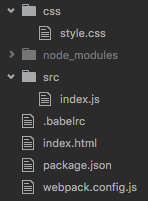 css
style.css
node_modules
src
index.js
.babelrc
index.html
package.json
webpack.config.js